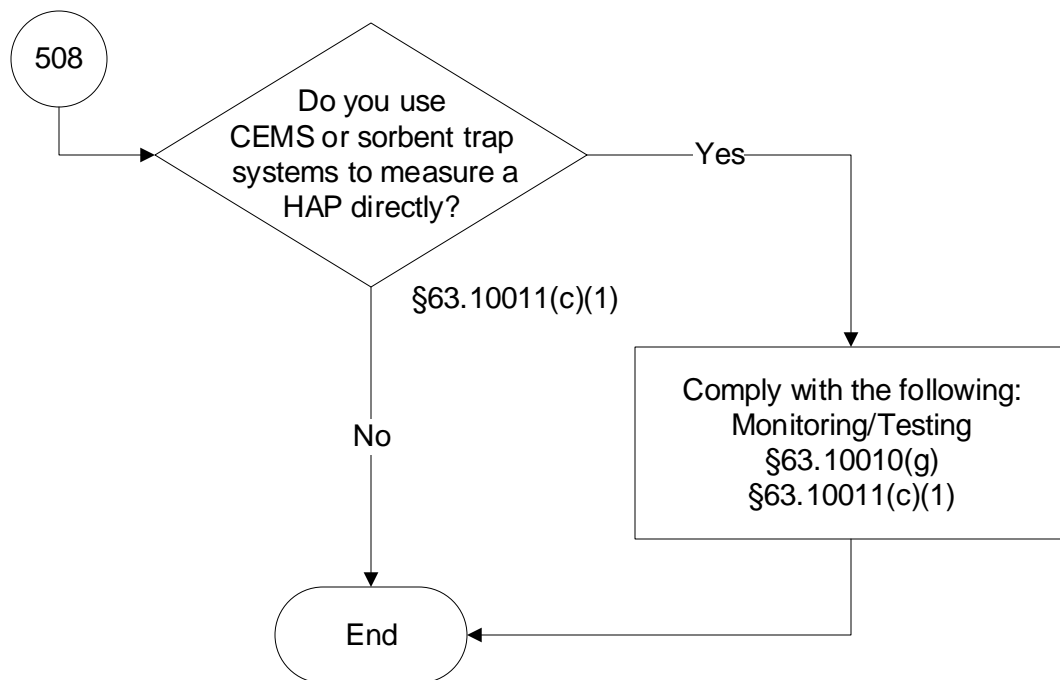 508
Do you use
CEMS or sorbent trap
systems to measure a
HAP directly?
Yes
§63.10011(c)(1)
Comply with the following:
Monitoring/Testing
§63.10010(g)
§63.10011(c)(1)
No
End